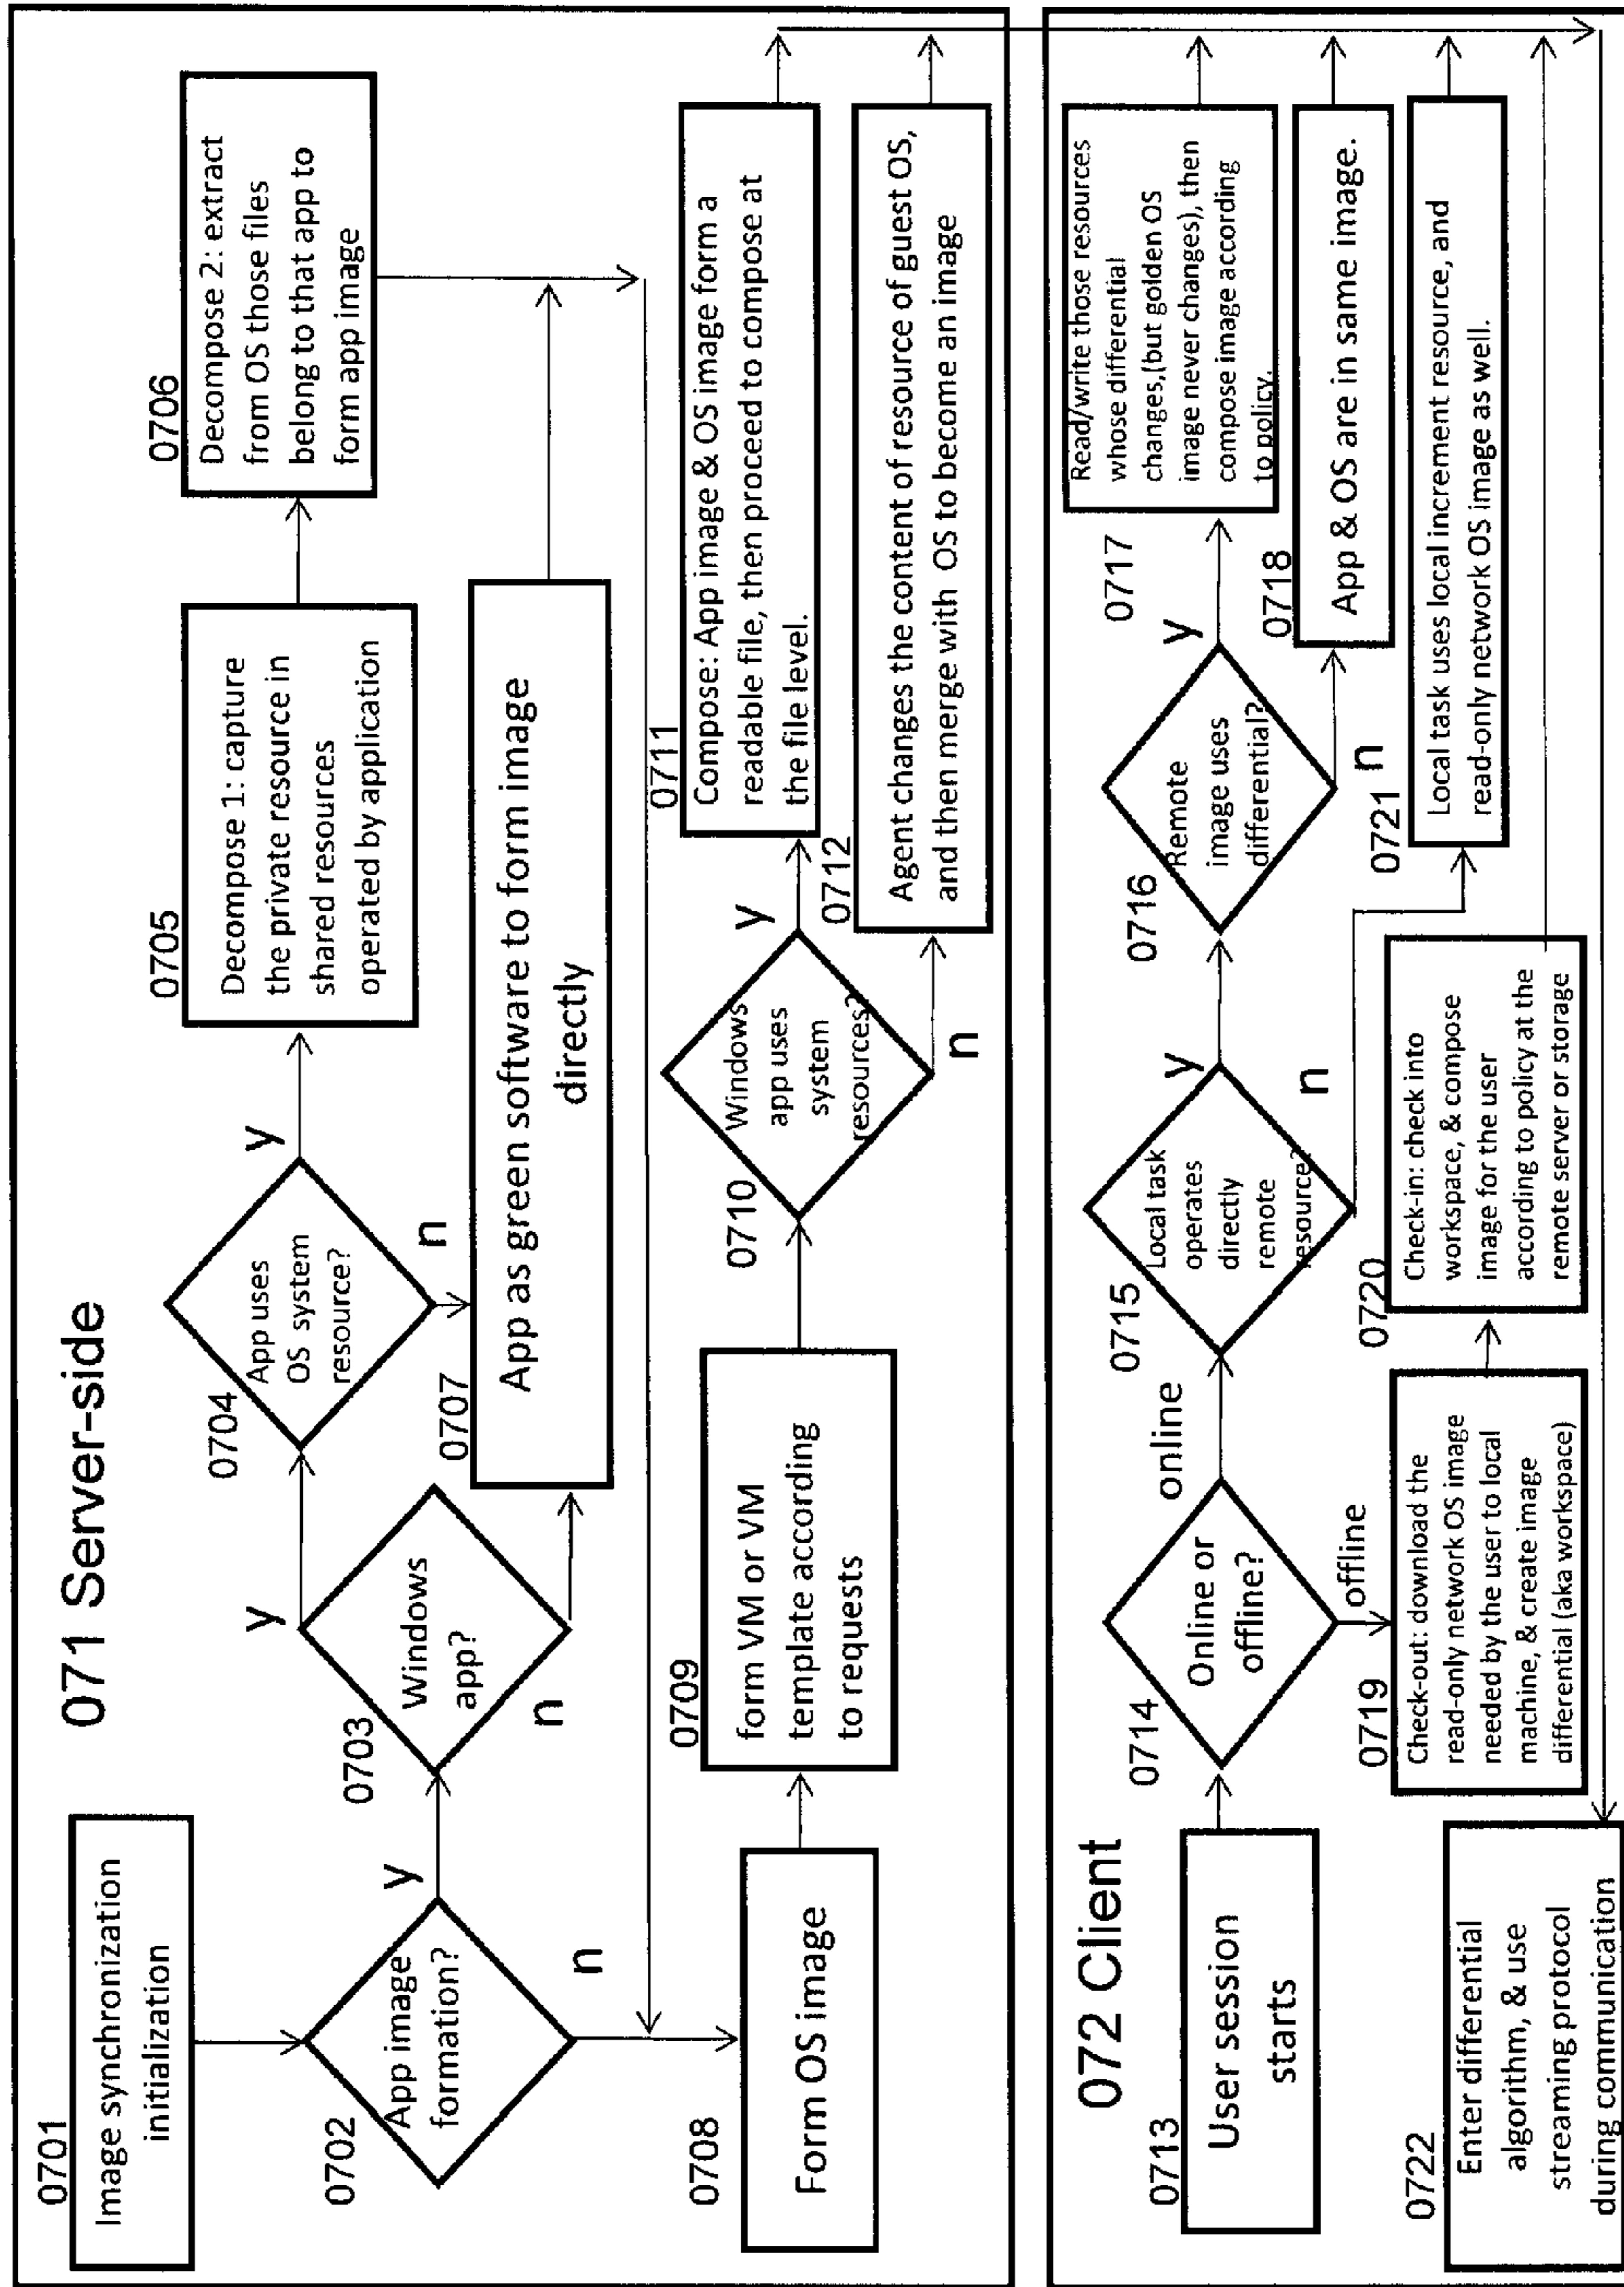 071 Server-side
0701
Image synchronization
initialization
0702
App image
formation?
y
n
0703
Windows
app?
y
n
0704
App uses
OS system
resource?
y
n
0705
Decompose 1: capture
the private resource in
shared resources
operated by application
0706
Decompose 2: extract
from OS those files
belong to that app to
form app image
0707
App as green software to form image
directly
0708
Form OS image
0709
form VM or VM
template according
to requests
0710
Windows
app uses
system
resources?
y
n
0711
Compose: App image & OS image form a
readable file, then proceed to compose at
the file level.
0712
Agent changes the content of resource of guest OS,
and then merge with OS to become an image
072 Client
0713
User session
starts
0714
Online or
offline?
online
offline
0715
Local task
operates
directly
remote
resource?
y
n
0716
Remote
image uses
differential?
y
n
0717
Read/write those resources
whose differential
changes,(but golden OS
image never changes), then
compose image according
to policy.
0718
App & OS are in same image.
0719
Check-out: download the
read-only network OS image
needed by the user to local
machine, & create image
differential (aka workspace)
0720
Check-in: check into
workspace, & compose
image for the user
according to policy at the
remote server or storage
0721
Local task uses local increment resource, and
read-only network OS image as well.
0722
Enter differential
algorithm, & use
streaming protocol
during communication